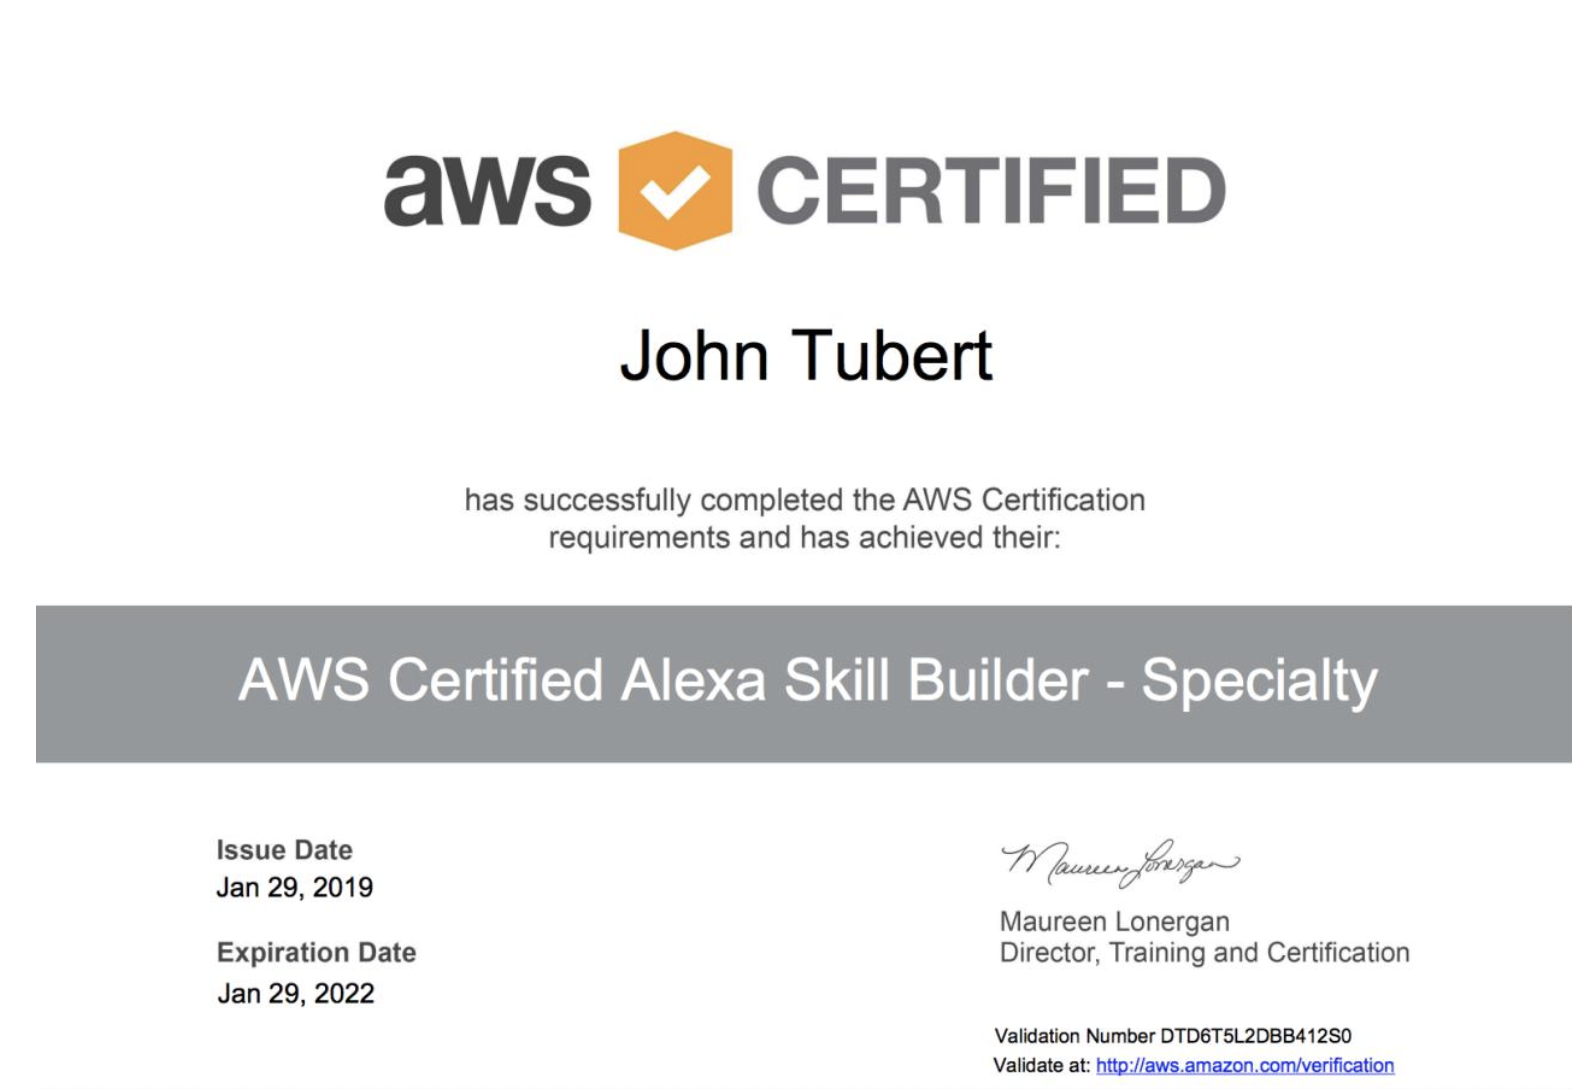 aws CERTIFIED
John Tubert
has successfully completed the AWS Certification
requirements and has achieved their:
AWS Certified Alexa Skill Builder - Specialty
Issue Date
Jan 29, 2019
Expiration Date
Jan 29, 2022
Maureen Lonergan
Maureen Lonergan
Director, Training and Certification
Validation Number DTD6T5L2DBB412S0
Validate at: http://aws.amazon.com/verification